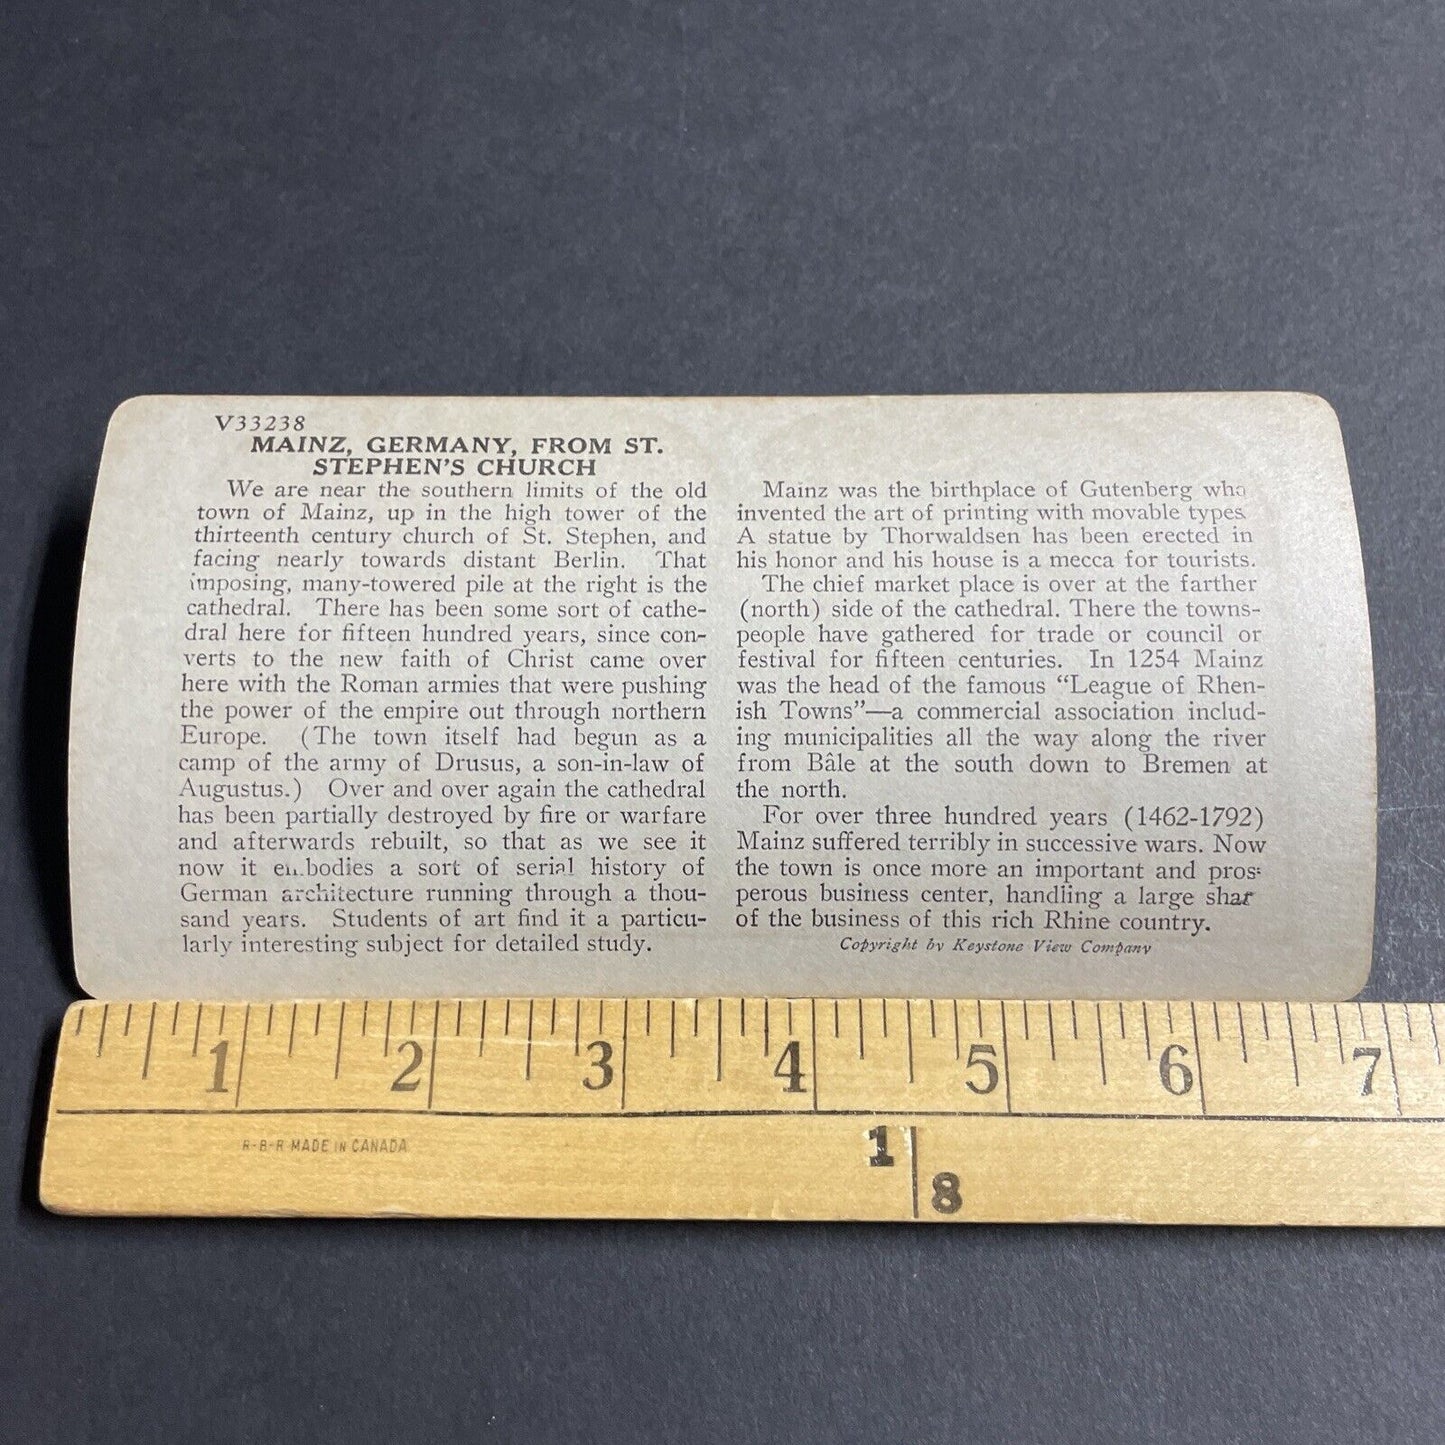 V33238
MAINZ, GERMANY, FROM ST.
STEPHEN'S CHURCH
We are near the southern limits of the old
town of Mainz, up in the high tower of the
thirteenth century church of St. Stephen, and
facing nearly towards distant Berlin. That
imposing, many-towered pile at the right is the
cathedral. There has been some sort of cathe-
dral here for fifteen hundred years, since con-
verts to the new faith of Christ came over
here with the Roman armies that were pushing
the power of the empire out through northern
Europe. (The town itself had begun as a
camp of the army of Drusus, a son-in-law of
Augustus.) Over and over again the cathedral
has been partially destroyed by fire or warfare
and afterwards rebuilt, so that as we see it
now it embodies a sort of serial history of
German architecture running through a thou-
sand years. Students of art find it a particu-
larly interesting subject for detailed study.
Mainz was the birthplace of Gutenberg who
invented the art of printing with movable types
A statue by Thorwaldsen has been erected in
his honor and his house is a mecca for tourists.
The chief market place is over at the farther
(north) side of the cathedral. There the towns-
people have gathered for trade or council or
festival for fifteen centuries. In 1254 Mainz
was the head of the famous "League of Rhen-
ish Towns"—a commercial association includ-
ing municipalities all the way along the river
from Bâle at the south down to Bremen at
the north.
For over three hundred years (1462-1792)
Mainz suffered terribly in successive wars. Now
the town is once more an important and pros-
perous business center, handling a large shar
of the business of this rich Rhine country.
Copyright by Keystone View Company
1 2 3 4 5 6 7
R-B-R MADE IN CANADA
1 8